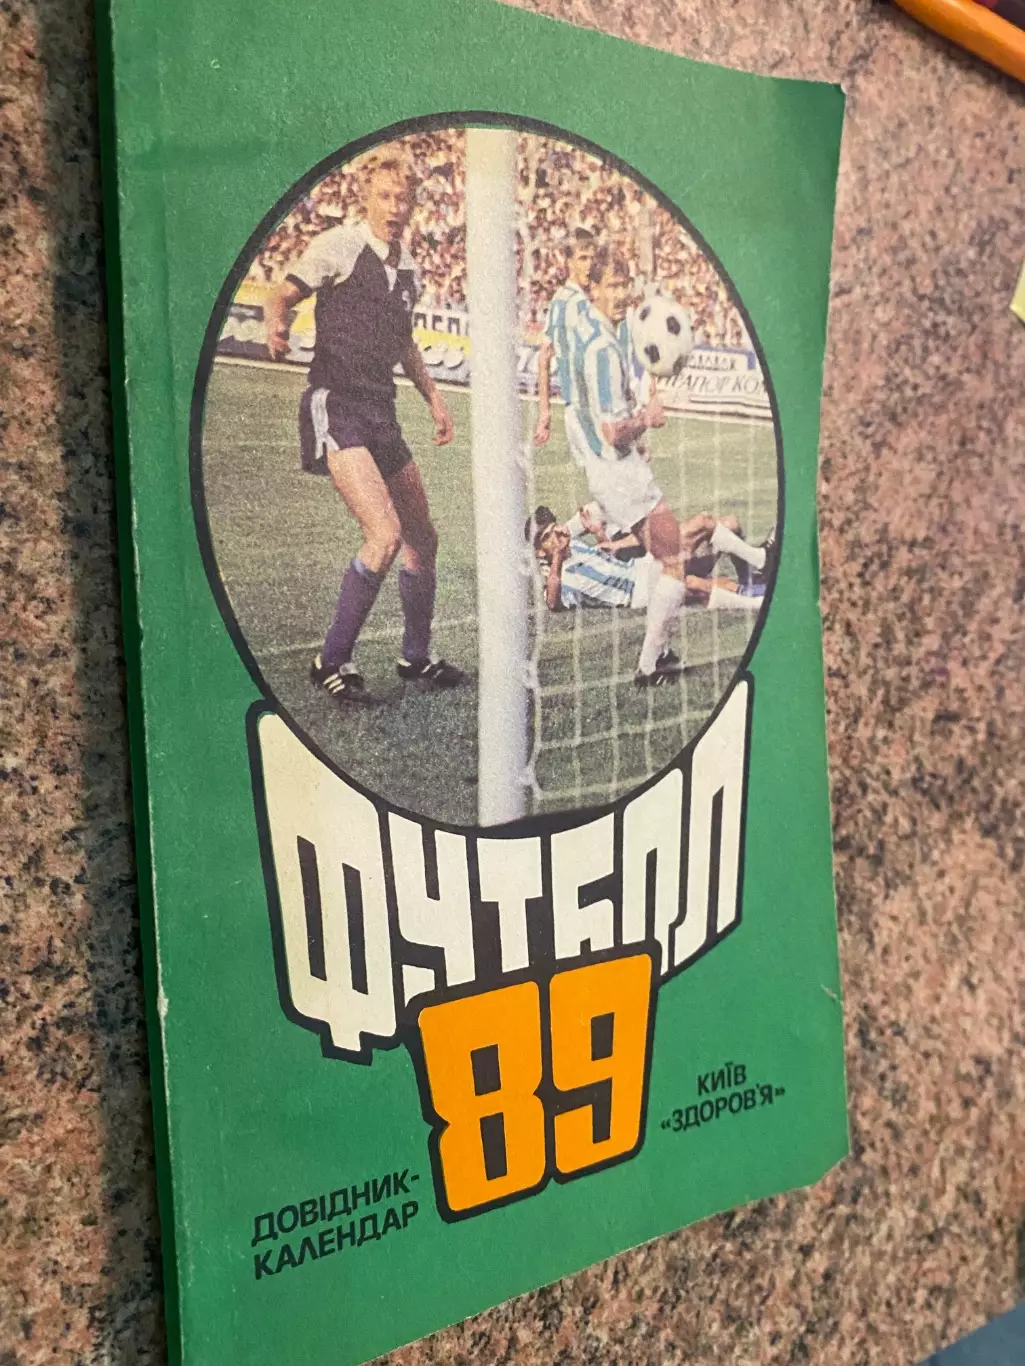 ФУТБОЛ
89
ДОВІДНИК-
КАЛЕНДАР
КИЇВ
«ЗДОРОВ'Я»